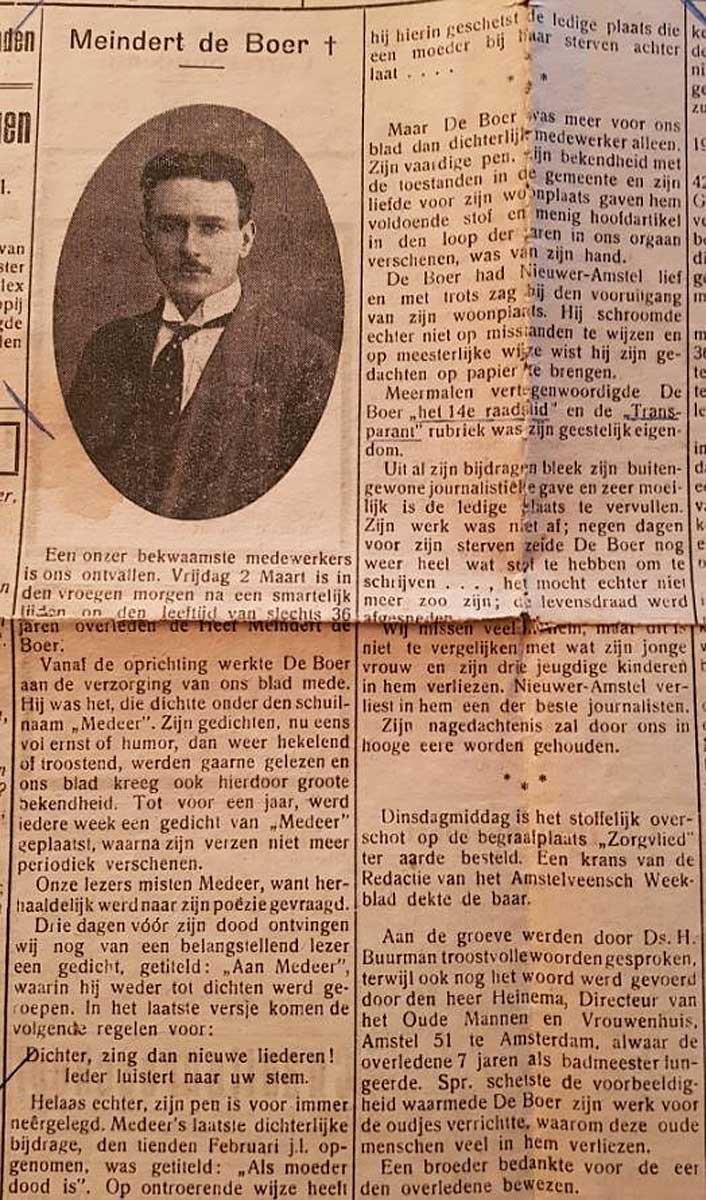 Meindert de Boer †
Een onzer bekwaamste medewerkers
is ons ontvallen. Vrijdag 2 Maart is in
den vroegen morgen na een smartelijk
lijden op den leeftijd van slechts 36
jaren overleden de Heer Meindert de
Boer.
Vanaf de oprichting werkte De Boer
aan de verzorging van ons blad mede.
Hij was het, die dichtte onder den schuil-
naam „Medeer”. Zijn gedichten, nu eens
vol ernst of humor, dan weer hekelend
of troostend, werden gaarne gelezen en
ons blad kreeg ook hierdoor groote
bekendheid. Tot voor een jaar, werd
iedere week een gedicht van „Medeer”
geplaatst, waarna zijn verzen niet meer
periodiek verschenen.
Onze lezers misten Medeer, want her-
haaldelijk werd naar zijn poëzie gevraagd.
Drie dagen vóór zijn dood ontvingen
wij nog van een belangstellend lezer
een gedicht, getiteld: „Aan Medeer”,
waarin hij weder tot dichten werd ge-
roepen. In het laatste versje komen de
volgende regelen voor:
Dichter, zing dan nieuwe liederen!
Ieder luistert naar uw stem.
Helaas echter, zijn pen is voor immer
neêrgelegd. Medeer's laatste dichterlijke
bijdrage, den tienden Februari j.l. op-
genomen, was getiteld: „Als moeder
dood is”. Op ontroerende wijze heeft
hij hierin geschetst de ledige plaats die
een moeder bij haar sterven achter
laat . . . .
* * *
Maar De Boer was meer voor ons
blad dan dichterlijk medewerker alleen.
Zijn vaardige pen, zijn bekendheid met
de toestanden in de gemeente en zijn
liefde voor zijn woonplaats gaven hem
voldoende stof en menig hoofdartikel
in den loop der jaren in ons orgaan
verschenen, was van zijn hand.
De Boer had Nieuwer-Amstel lief
en met trots zag hij den vooruitgang
van zijn woonplaats. Hij schroomde
echter niet op misstanden te wijzen en
op meesterlijke wijze wist hij zijn ge-
dachten op papier te brengen.
Meermalen vertegenwoordigde De
Boer „het 14e raadslid” en de „Trans-
parant” rubriek was zijn geestelijk eigen-
dom.
Uit al zijn bijdragen bleek zijn buiten-
gewone journalistieke gave en zeer moei-
lijk is de ledige plaats te vervullen.
Zijn werk was niet af; negen dagen
voor zijn sterven zeide De Boer nog
weer heel wat stof te hebben om te
schrijven . . . ., het mocht echter niet
meer zoo zijn; de levensdraad werd
afgesneden.
Wij missen veel in hem, maar dit is
niet te vergelijken met wat zijn jonge
vrouw en zijn drie jeugdige kinderen
in hem verliezen. Nieuwer-Amstel ver-
liest in hem een der beste journalisten.
Zijn nagedachtenis zal door ons in
hooge eere worden gehouden.
* * *
Dinsdagmiddag is het stoffelijk over-
schot op de begraafplaats „Zorgvlied”
ter aarde besteld. Een krans van de
Redactie van het Amstelveensch Week-
blad dekte de baar.
Aan de groeve werden door Ds. H.
Buurman troostvolle woorden gesproken,
terwijl ook nog het woord werd gevoerd
door den heer Heinema, Directeur van
het Oude Mannen en Vrouwenhuis,
Amstel 51 te Amsterdam, alwaar de
overledene 7 jaren als badmeester fun-
geerde. Spr. schetste de voorbeeldig-
heid waarmede De Boer zijn werk voor
de oudjes verrichtte, waarom deze oude
menschen veel in hem verliezen.
Een broeder bedankte voor de eer
den overledene bewezen.